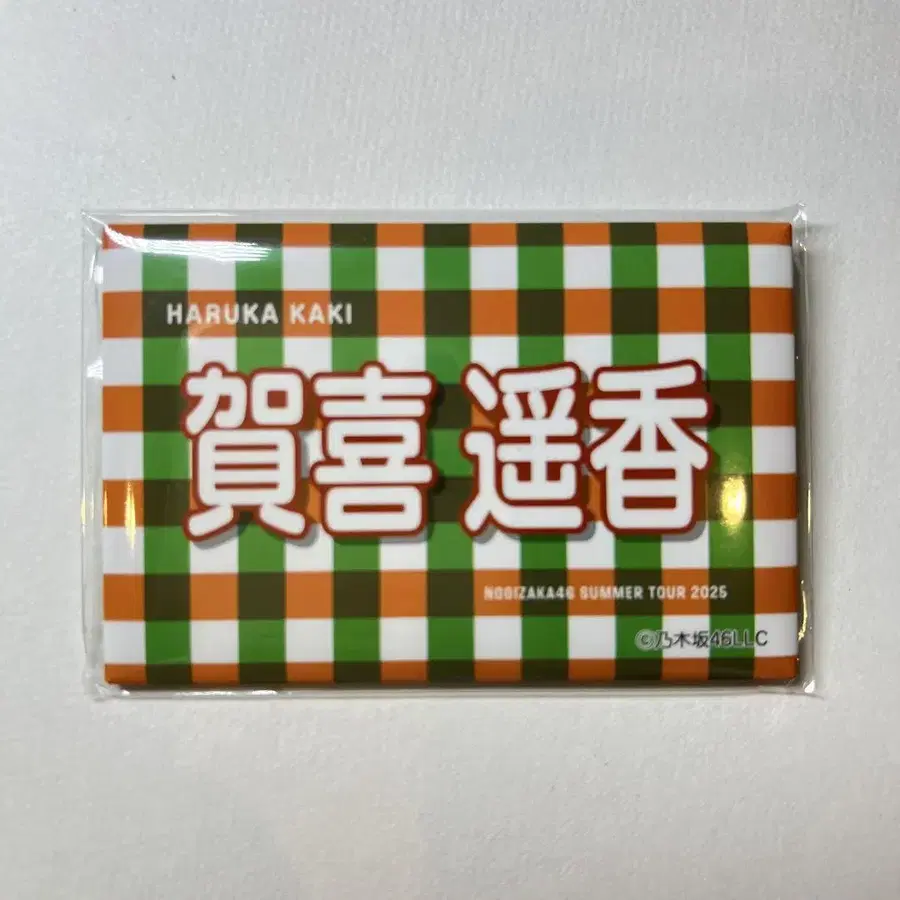 HARUKA KAKI
賀喜 遥香
NOGIZAKA46 SUMMER TOUR 2025
©乃木坂46LLC